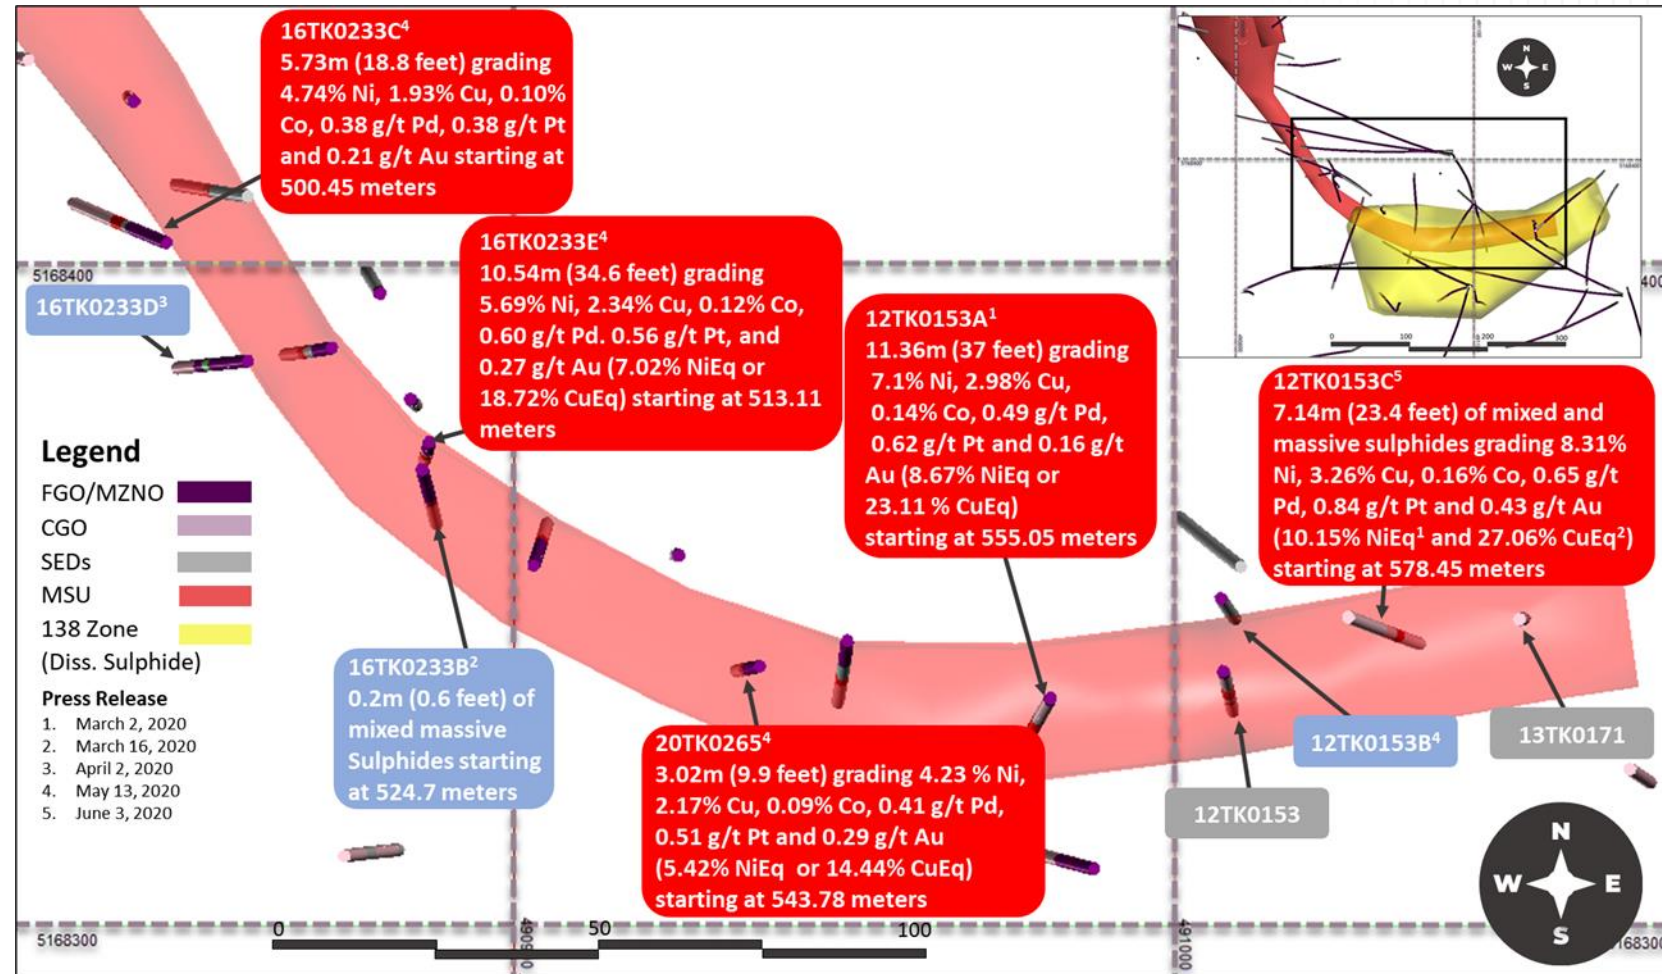 16TK0233C4
5.73m (18.8 feet) grading
4.74% Ni, 1.93% Cu, 0.10%
Co, 0.38 g/t Pd, 0.38 g/t Pt
and 0.21 g/t Au starting at
500.45 meters
16TK0233E4
10.54m (34.6 feet) grading
5.69% Ni, 2.34% Cu, 0.12% Co,
0.60 g/t Pd. 0.56 g/t Pt, and
0.27 g/t Au (7.02% NiEq or
18.72% CuEq) starting at 513.11
meters
12TK0153A1
11.36m (37 feet) grading
7.1% Ni, 2.98% Cu,
0.14% Co, 0.49 g/t Pd,
0.62 g/t Pt and 0.16 g/t
Au (8.67% NiEq or
23.11 % CuEq)
starting at 555.05 meters
N
W E
S
0 100 200 300
12TK0153C5
7.14m (23.4 feet) of mixed and
massive sulphides grading 8.31%
Ni, 3.26% Cu, 0.16% Co, 0.65 g/t
Pd, 0.84 g/t Pt and 0.43 g/t Au
(10.15% NiEq1 and 27.06% CuEq2)
starting at 578.45 meters
5168400
400
16TK0233D3
Legend
FGO/MZNO
CGO
SEDs
MSU
138 Zone
(Diss. Sulphide)
Press Release
1. March 2, 2020
2. March 16, 2020
3. April 2, 2020
4. May 13, 2020
5. June 3, 2020
16TK0233B2
0.2m (0.6 feet) of
mixed massive
Sulphides starting
at 524.7 meters
20TK02654
3.02m (9.9 feet) grading 4.23 % Ni,
2.17% Cu, 0.09% Co, 0.41 g/t Pd,
0.51 g/t Pt and 0.29 g/t Au
(5.42% NiEq or 14.44% CuEq)
starting at 543.78 meters
12TK0153B4
13TK0171
12TK0153
N
W E
S
5168300
0 50 100
491000
5168300